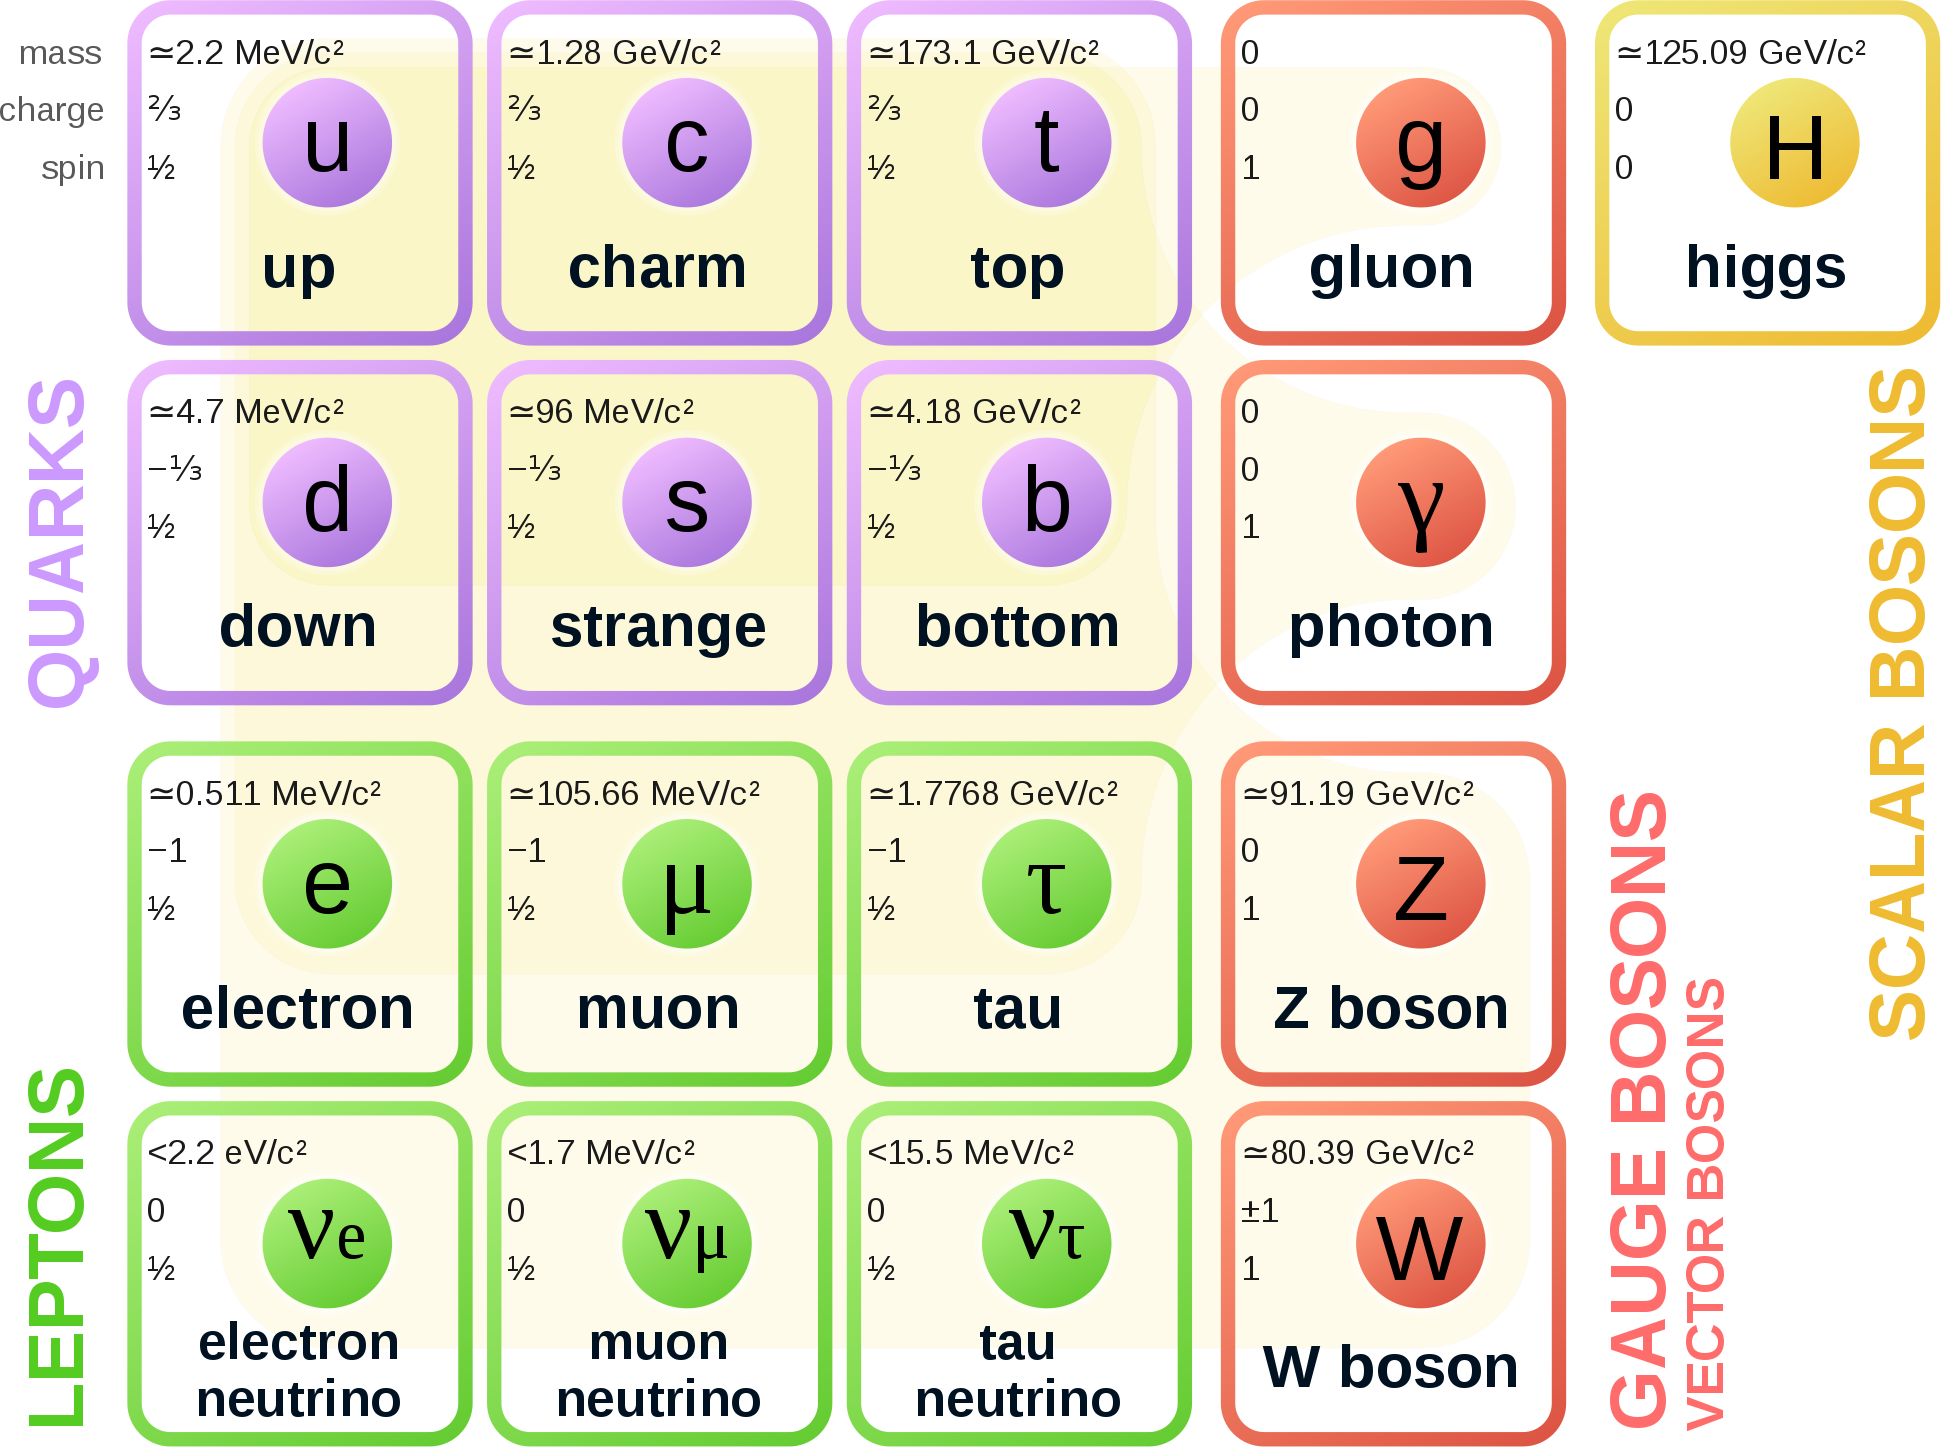 mass
charge
spin
≃2.2 MeV/c²
⅔
½
u
up
≃1.28 GeV/c²
⅔
½
c
charm
≃173.1 GeV/c²
⅔
½
t
top
0
0
1
g
gluon
≃125.09 GeV/c²
0
0
H
higgs
QUARKS
≃4.7 MeV/c²
−⅓
½
d
down
≃96 MeV/c²
−⅓
½
s
strange
≃4.18 GeV/c²
−⅓
½
b
bottom
0
0
1
γ
photon
SCALAR BOSONS
≃0.511 MeV/c²
−1
½
e
electron
≃105.66 MeV/c²
−1
½
μ
muon
≃1.7768 GeV/c²
−1
½
τ
tau
≃91.19 GeV/c²
0
1
Z
Z boson
GAUGE BOSONS
VECTOR BOSONS
LEPTONS
<2.2 eV/c²
0
½
νe
electron
neutrino
<1.7 MeV/c²
0
½
νμ
muon
neutrino
<15.5 MeV/c²
0
½
ντ
tau
neutrino
≃80.39 GeV/c²
±1
1
W
W boson